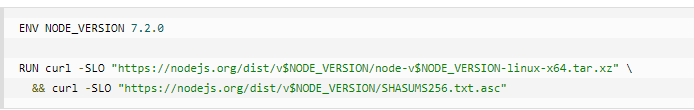 ENV NODE_VERSION 7.2.0
RUN curl -SLO "https://nodejs.org/dist/v$NODE_VERSION/node-v$NODE_VERSION-linux-x64.tar.xz" \
&& curl -SLO "https://nodejs.org/dist/v$NODE_VERSION/SHASUMS256.txt.asc"